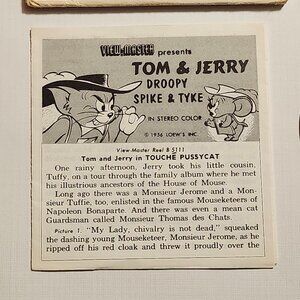 VIEW-MASTER presents
TOM & JERRY
DROOPY
SPIKE & TYKE
IN STEREO COLOR
© 1956 LOEW'S INC.
View-Master Reel B 5111
Tom and Jerry in TOUCHÉ PUSSYCAT
One rainy afternoon, Jerry took his little cousin,
Tuffy, on a tour through the family album where he met
his illustrious ancestors of the House of Mouse.
Long ago there was a Monsieur Jerome and a Mon-
sieur Tuffie, too, enlisted in the famous Mouseketeers of
Napoleon Bonaparte. And there was even a mean cat
Guardsman called Monsieur Thomas des Chats.
Picture 1. "My Lady, chivalry is not dead," squeaked
the dashing young Mouseketeer, Monsieur Jerome, as he
ripped off his red cloak and threw it proudly over the